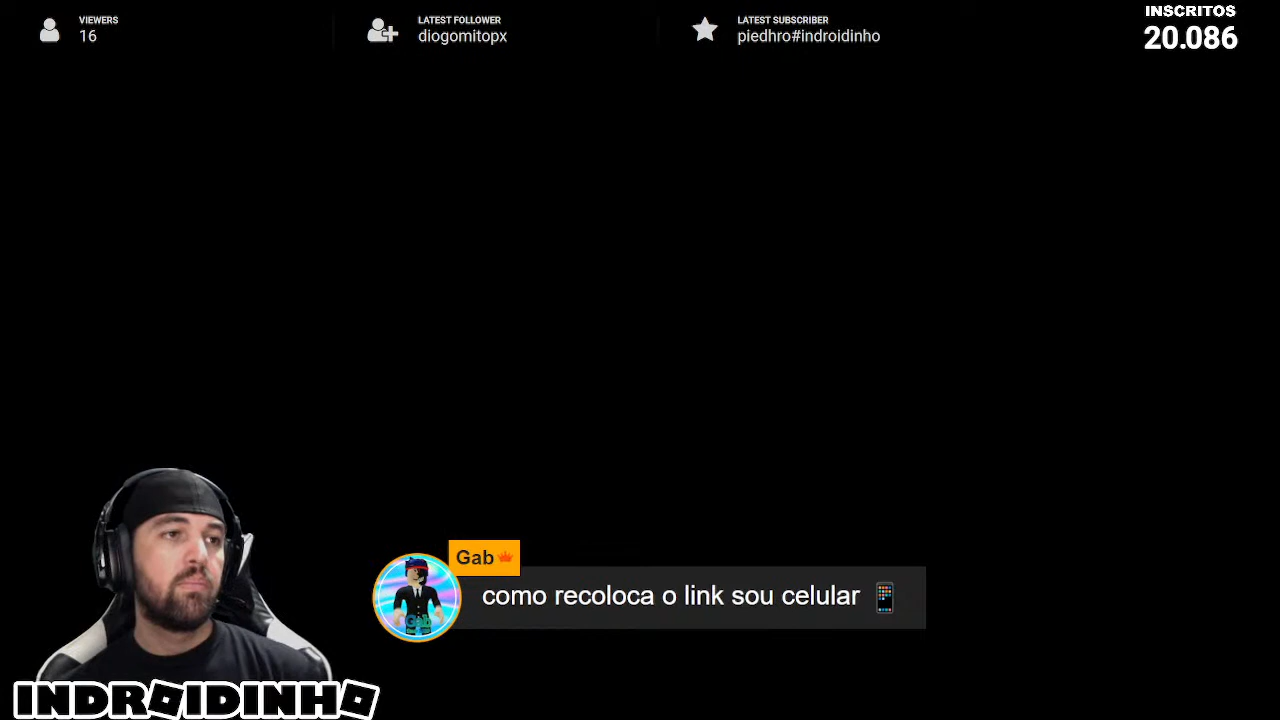 VIEWERS
16
LATEST FOLLOWER
diogomitopx
LATEST SUBSCRIBER
piedhro#indroidinho
INSCRITOS
20.086
Gab
como recoloca o link sou celular 📱
Gab
INDROIDINHO